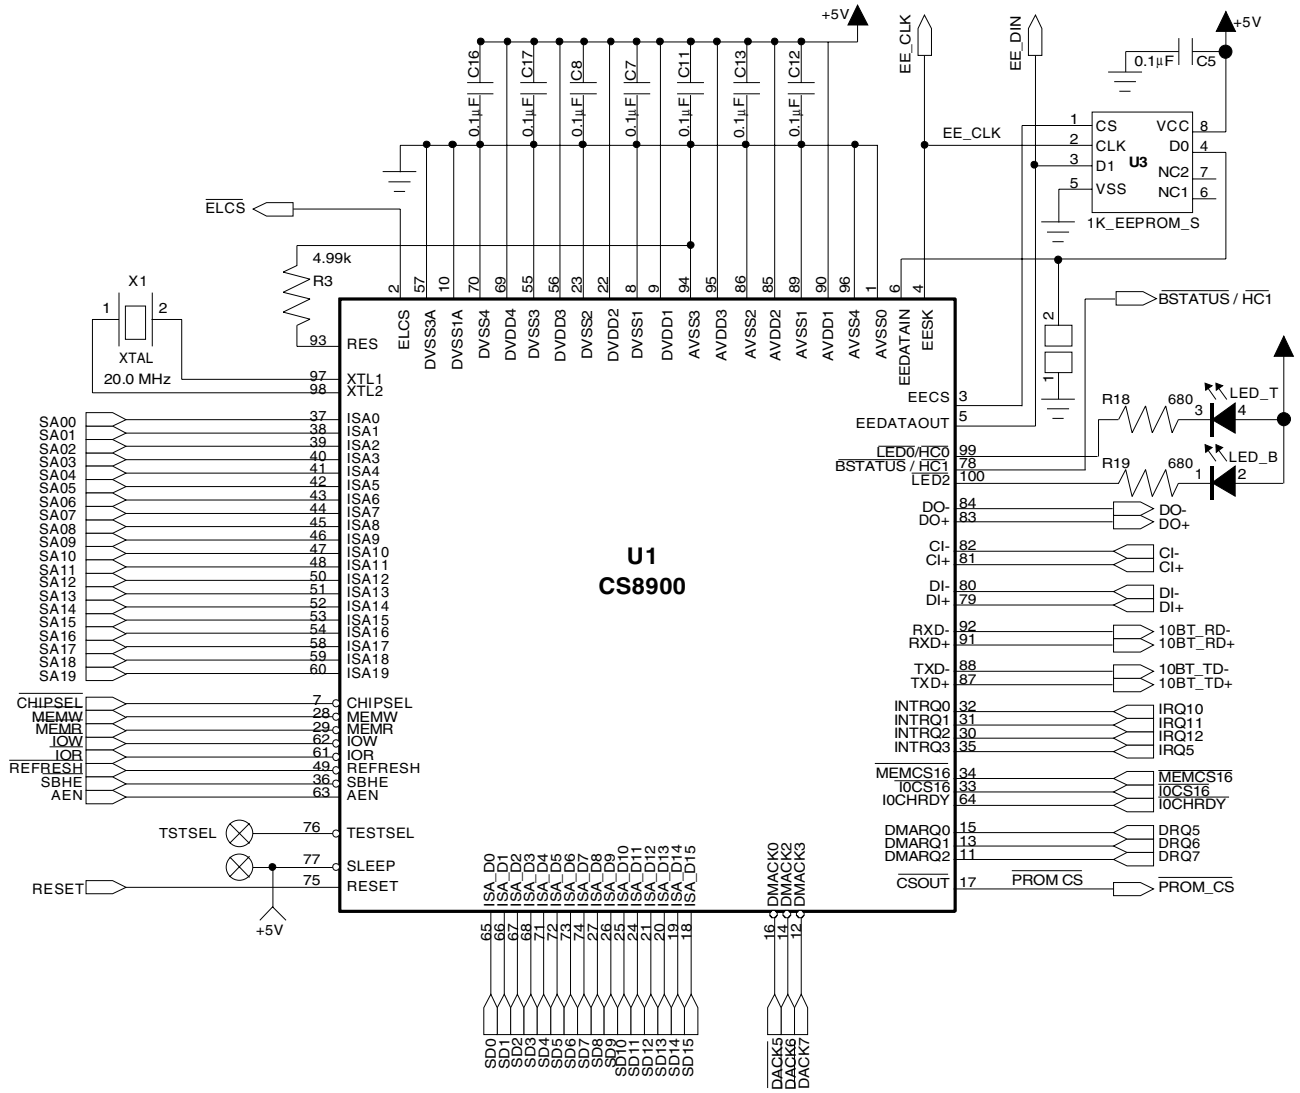 +5V
EE_CLK
EE_DIN
+5V
C16
0.1µF
C17
0.1µF
C8
0.1µF
C7
0.1µF
C11
0.1µF
C13
0.1µF
C12
0.1µF
0.1µF C5
EE_CLK
1 CS VCC 8
2 CLK D0 4
3 D1 U3
NC2 7
5 VSS NC1 6
1K_EEPROM_S
ELCS
4.99k
R3
X1
1 2
XTAL
20.0 MHz
2 ELCS
57 DVSS3A
10 DVSS1A
70 DVSS4
69 DVDD4
55 DVSS3
56 DVDD3
23 DVSS2
22 DVDD2
8 DVSS1
9 DVDD1
94 AVSS3
95 AVDD3
86 AVSS2
85 AVDD2
89 AVSS1
90 AVDD1
96 AVSS4
1 AVSS0
6 EEDATAIN
4 EESK
93 RES
97 XTL1
98 XTL2
SA00 37 ISA0
SA01 38 ISA1
SA02 39 ISA2
SA03 40 ISA3
SA04 41 ISA4
SA05 42 ISA5
SA06 43 ISA6
SA07 44 ISA7
SA08 45 ISA8
SA09 46 ISA9
SA10 47 ISA10
SA11 48 ISA11
SA12 50 ISA12
SA13 51 ISA13
SA14 52 ISA14
SA15 53 ISA15
SA16 54 ISA16
SA17 58 ISA17
SA18 59 ISA18
SA19 60 ISA19
CHIPSEL 7 CHIPSEL
MEMW 28 MEMW
MEMR 29 MEMR
IOW 62 IOW
IOR 61 IOR
REFRESH 49 REFRESH
SBHE 36 SBHE
AEN 63 AEN
TSTSEL 76 TESTSEL
77 SLEEP
RESET 75 RESET
+5V
U1
CS8900
2
1
BSTATUS / HC1
EECS 3
EEDATAOUT 5
LED0/HC0 99
BSTATUS / HC1 78
LED2 100
R18 680 3 4 LED_T
R19 680 1 2 LED_B
DO- 84 DO-
DO+ 83 DO+
CI- 82 CI-
CI+ 81 CI+
DI- 80 DI-
DI+ 79 DI+
RXD- 92 10BT_RD-
RXD+ 91 10BT_RD+
TXD- 88 10BT_TD-
TXD+ 87 10BT_TD+
INTRQ0 32 IRQ10
INTRQ1 31 IRQ11
INTRQ2 30 IRQ12
INTRQ3 35 IRQ5
MEMCS16 34 MEMCS16
I0CS16 33 I0CS16
I0CHRDY 64 I0CHRDY
DMARQ0 15 DRQ5
DMARQ1 13 DRQ6
DMARQ2 11 DRQ7
CSOUT 17 PROM CS PROM_CS
ISA_D0 65 SD0
ISA_D1 66 SD1
ISA_D2 67 SD2
ISA_D3 68 SD3
ISA_D4 71 SD4
ISA_D5 72 SD5
ISA_D6 73 SD6
ISA_D7 74 SD7
ISA_D8 27 SD8
ISA_D9 26 SD9
ISA_D10 25 SD10
ISA_D11 24 SD11
ISA_D12 21 SD12
ISA_D13 20 SD13
ISA_D14 19 SD14
ISA_D15 18 SD15
DMACK0 16 DACK5
DMACK2 14 DACK6
DMACK3 12 DACK7